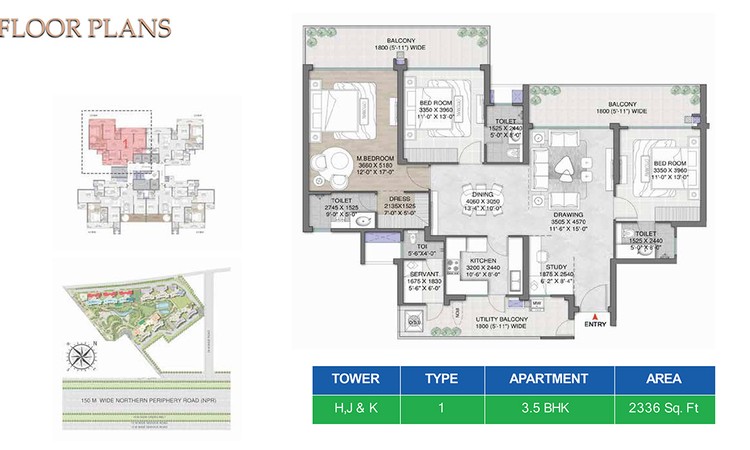 FLOOR PLANS
BALCONY
1800 (5'-11") WIDE
BED ROOM
3350 X 3960
11'-0" X 13'-0"
BALCONY
1800 (5'-11") WIDE
TOILET
1525 X 2440
5'-0" X 8'-0"
M.BEDROOM
3660 X 5180
12'-0" X 17'-0"
BED ROOM
3350 X 3960
11'-0" X 13'-0"
DRESS
2135X1525
7'-0" X 5'-0"
DINING
4060 X 3250
13'-4" X 10'-0"
TOILET
2745 X 1525
9'-0" X 5'-0"
DRAWING
3505 X 4570
11'-6" X 15'-0"
TOILET
1525 X 2440
5'-0" X 8'-0"
TOI
5'-6"X4'-0"
KITCHEN
3200 X 2440
10'-6" X 8'-0"
STUDY
1875 X 2540
6' 2" X 8'-4"
SERVANT
1675 X 1830
5'-6" X 6'-0"
UTILITY BALCONY
1800 (5'-11") WIDE
ENTRY
1
150 M. WIDE NORTHERN PERIPHERY ROAD (NPR)
TOWER TYPE APARTMENT AREA
H,J & K 1 3.5 BHK 2336 Sq. Ft